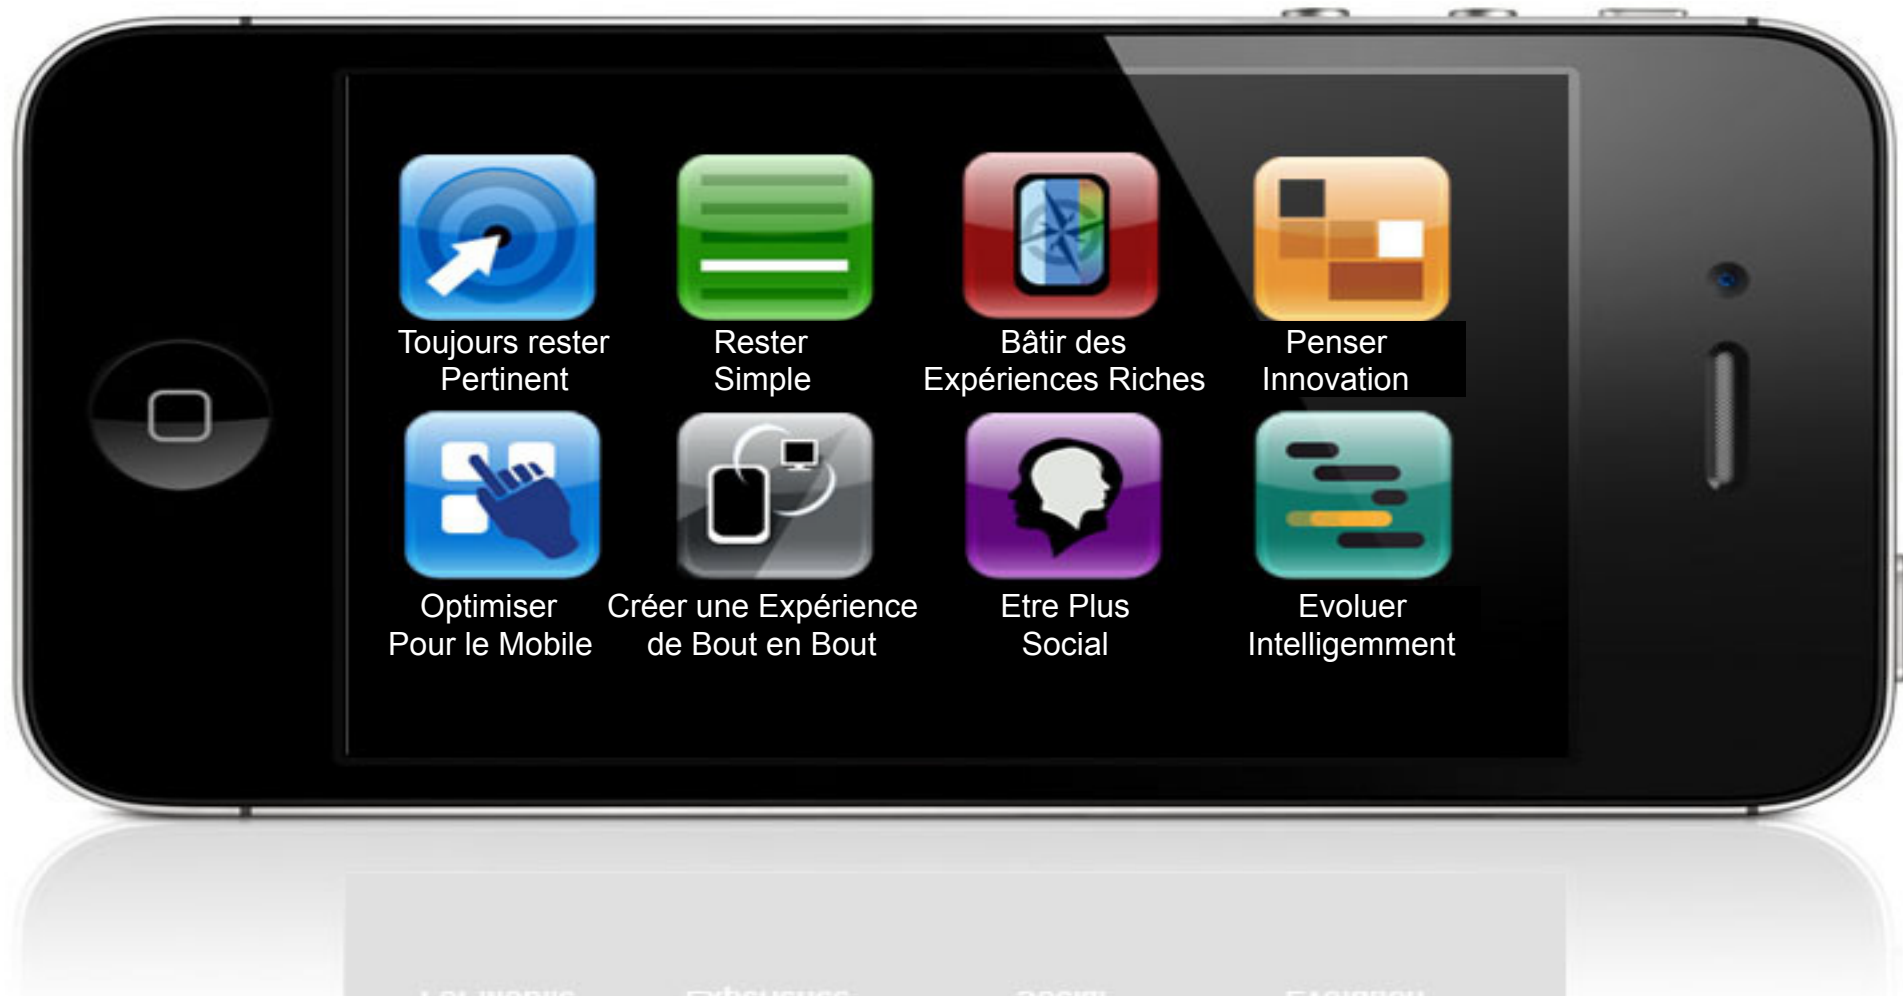 Toujours rester
Pertinent
Rester
Simple
Bâtir des
Expériences Riches
Penser
Innovation
Optimiser
Pour le Mobile
Créer une Expérience
de Bout en Bout
Etre Plus
Social
Evoluer
Intelligemment